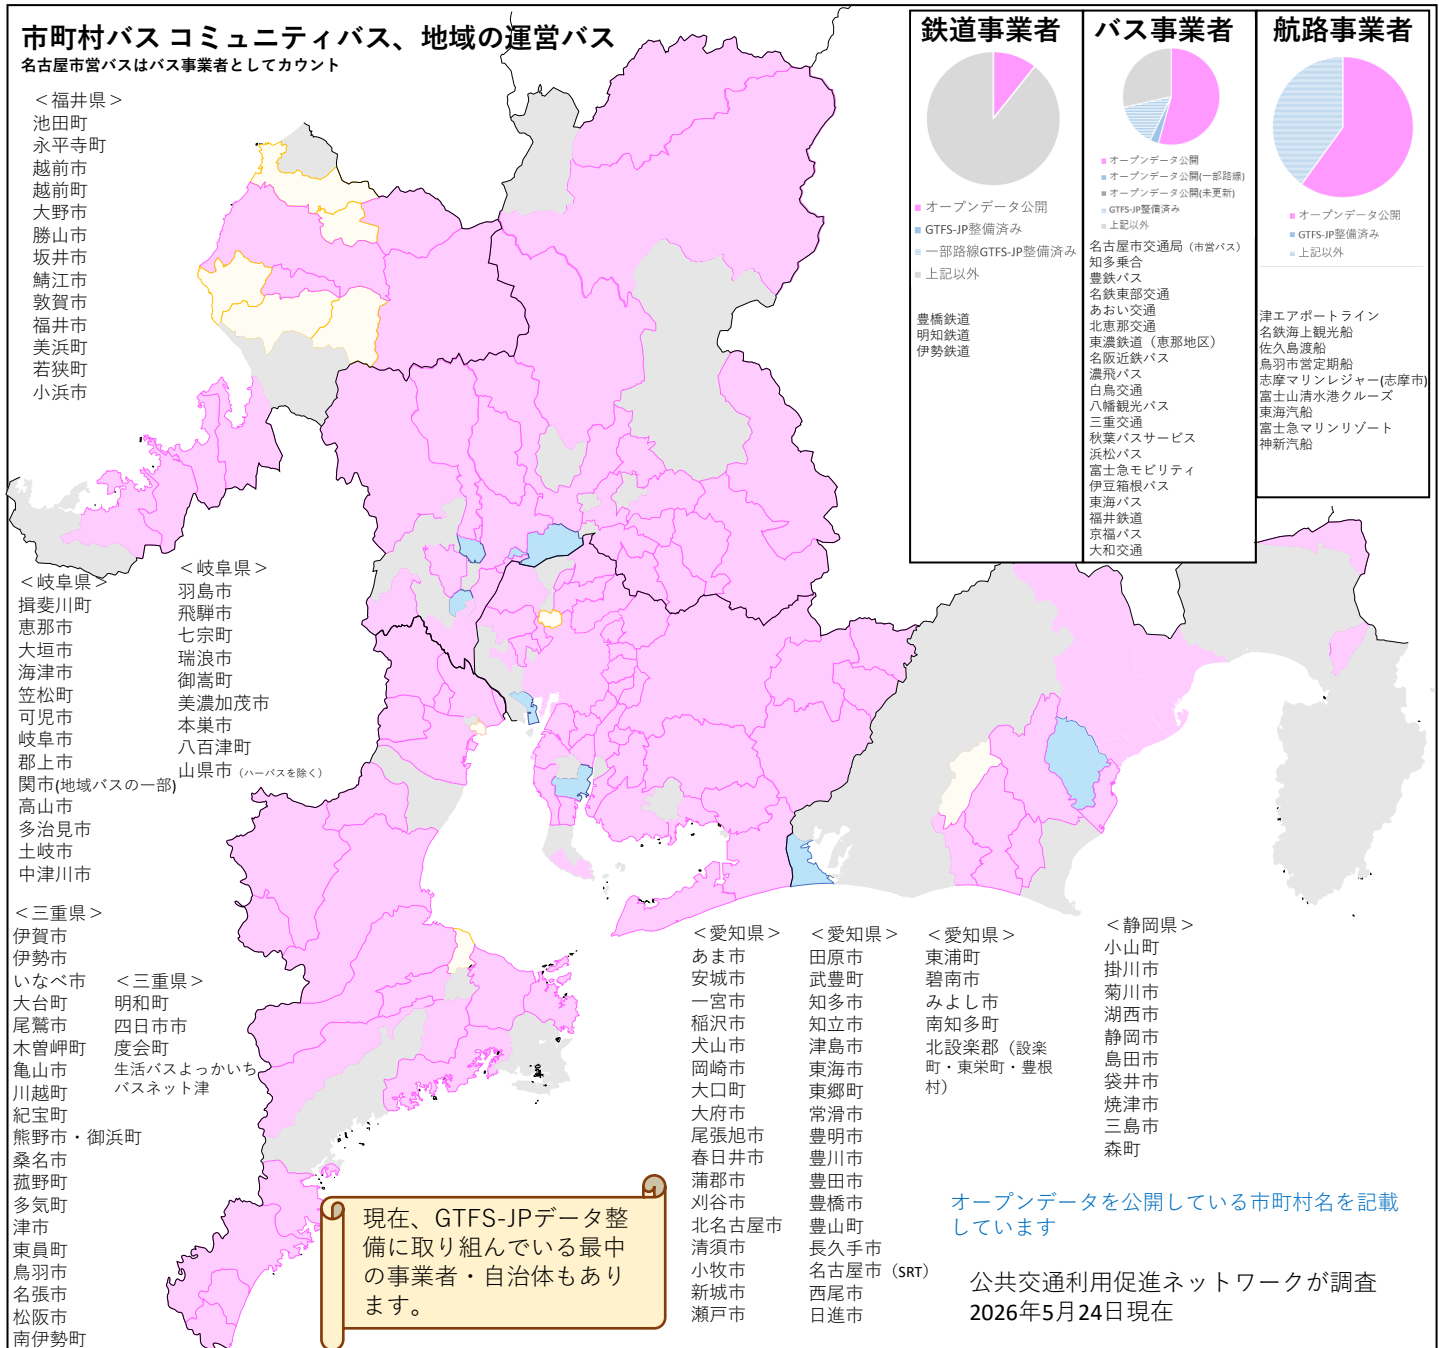 市町村バス コミュニティバス、地域の運営バス
名古屋市営バスはバス事業者としてカウント
＜福井県＞
池田町
永平寺町
越前市
越前町
大野市
勝山市
坂井市
鯖江市
敦賀市
福井市
美浜町
若狭町
小浜市
鉄道事業者
オープンデータ公開
GTFS-JP整備済み
一部路線GTFS-JP整備済み
上記以外
豊橋鉄道
明知鉄道
伊勢鉄道
バス事業者
オープンデータ公開
オープンデータ公開(一部路線)
オープンデータ公開(未更新)
GTFS-JP整備済み
上記以外
名古屋市交通局（市営バス）
知多乗合
豊鉄バス
名鉄東部交通
あおい交通
北恵那交通
東濃鉄道（恵那地区）
名阪近鉄バス
濃飛バス
白鳥交通
八幡観光バス
三重交通
秋葉バスサービス
浜松バス
富士急モビリティ
伊豆箱根バス
東海バス
福井鉄道
京福バス
大和交通
航路事業者
オープンデータ公開
GTFS-JP整備済み
上記以外
津エアポートライン
名鉄海上観光船
佐久島渡船
鳥羽市営定期船
志摩マリンレジャー(志摩市)
富士山清水港クルーズ
東海汽船
富士急マリンリゾート
神新汽船
＜岐阜県＞
揖斐川町
恵那市
大垣市
海津市
笠松町
可児市
岐阜市
郡上市
関市(地域バスの一部)
高山市
多治見市
土岐市
中津川市
＜岐阜県＞
羽島市
飛騨市
七宗町
瑞浪市
御嵩町
美濃加茂市
本巣市
八百津町
山県市（ハーバスを除く）
＜三重県＞
伊賀市
伊勢市
いなべ市
大台町
尾鷲市
木曽岬町
亀山市
川越町
紀宝町
熊野市・御浜町
桑名市
菰野町
多気町
津市
東員町
鳥羽市
名張市
松阪市
南伊勢町
＜三重県＞
明和町
四日市市
度会町
生活バスよっかいち
バスネット津
現在、GTFS-JPデータ整
備に取り組んでいる最中
の事業者・自治体もあり
ます。
＜愛知県＞
あま市
安城市
一宮市
稲沢市
犬山市
岡崎市
大口町
大府市
尾張旭市
春日井市
蒲郡市
刈谷市
北名古屋市
清須市
小牧市
新城市
瀬戸市
＜愛知県＞
田原市
武豊町
知多市
知立市
津島市
東海市
東郷町
常滑市
豊明市
豊川市
豊田市
豊橋市
豊山町
長久手市
名古屋市（SRT）
西尾市
日進市
＜愛知県＞
東浦町
碧南市
みよし市
南知多町
北設楽郡（設楽
町・東栄町・豊根
村）
＜静岡県＞
小山町
掛川市
菊川市
湖西市
静岡市
島田市
袋井市
焼津市
三島市
森町
オープンデータを公開している市町村名を記載
しています
公共交通利用促進ネットワークが調査
2026年5月24日現在